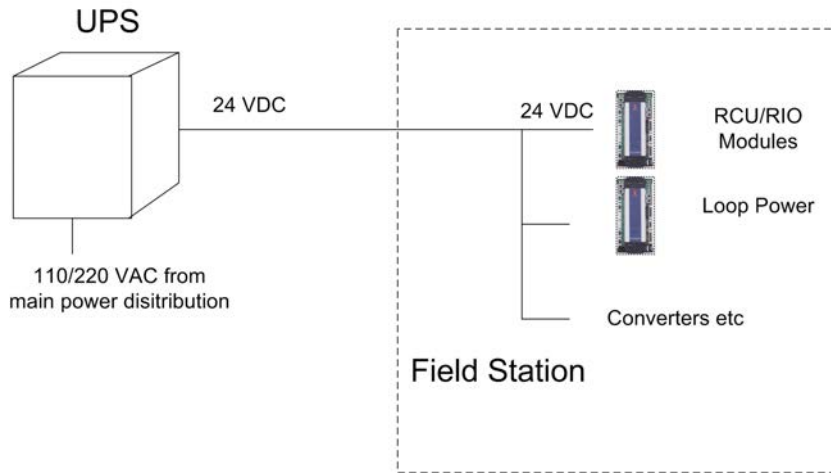 UPS
24 VDC
24 VDC
RCU/RIO
Modules
Loop Power
110/220 VAC from
main power disitribution
Converters etc
Field Station